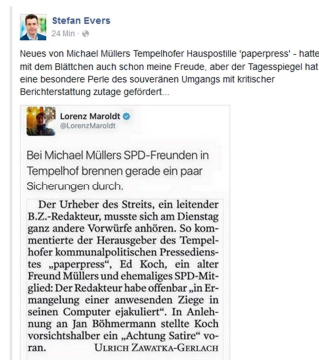 Stefan Evers
24 Min ·
Neues von Michael Müllers Tempelhofer Hauspostille 'paperpress' - hatte
mit dem Blättchen auch schon meine Freude, aber der Tagesspiegel hat
eine besondere Perle des souveränen Umgangs mit kritischer
Berichterstattung zutage gefördert...
Lorenz Maroldt
@LorenzMaroldt
Bei Michael Müllers SPD-Freunden in
Tempelhof brennen gerade ein paar
Sicherungen durch.
Der Urheber des Streits, ein leitender
B.Z.-Redakteur, musste sich am Dienstag
ganz andere Vorwürfe anhören. So kom-
mentierte der Herausgeber des Tempel-
hofer kommunalpolitischen Pressediens-
tes „paperpress“, Ed Koch, ein alter
Freund Müllers und ehemaliges SPD-Mit-
glied: Der Redakteur habe offenbar „in Er-
mangelung einer anwesenden Ziege in
seinen Computer ejakuliert“. In Anleh-
nung an Jan Böhmermann stellte Koch
vorsichtshalber ein „Achtung Satire“ vo-
ran. ULRICH ZAWATKA-GERLACH